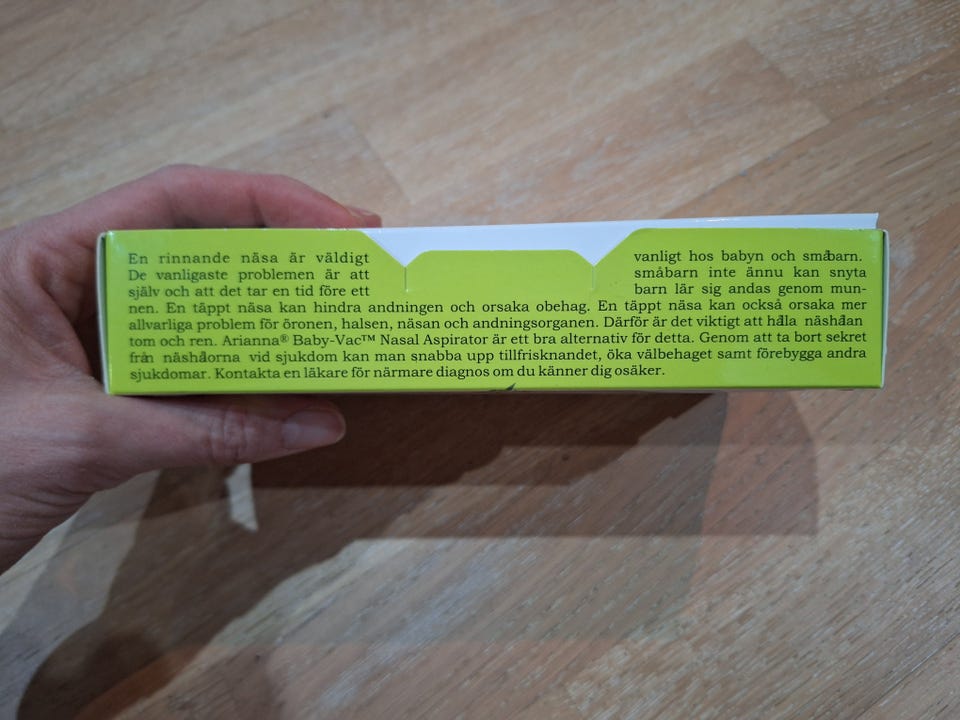 En rinnande näsa är väldigt vanligt hos babyn och småbarn.
De vanligaste problemen är att småbarn inte ännu kan snyta
själv och att det tar en tid före ett barn lär sig andas genom mun-
nen. En täppt näsa kan hindra andningen och orsaka obehag. En täppt näsa kan också orsaka mer
allvarliga problem för öronen, halsen, näsan och andningsorganen. Därför är det viktigt att hålla näshålan
tom och ren. Arianna® Baby-Vac™ Nasal Aspirator är ett bra alternativ för detta. Genom att ta bort sekret
från näshålorna vid sjukdom kan man snabba upp tillfrisknandet, öka välbehaget samt förebygga andra
sjukdomar. Kontakta en läkare för närmare diagnos om du känner dig osäker.